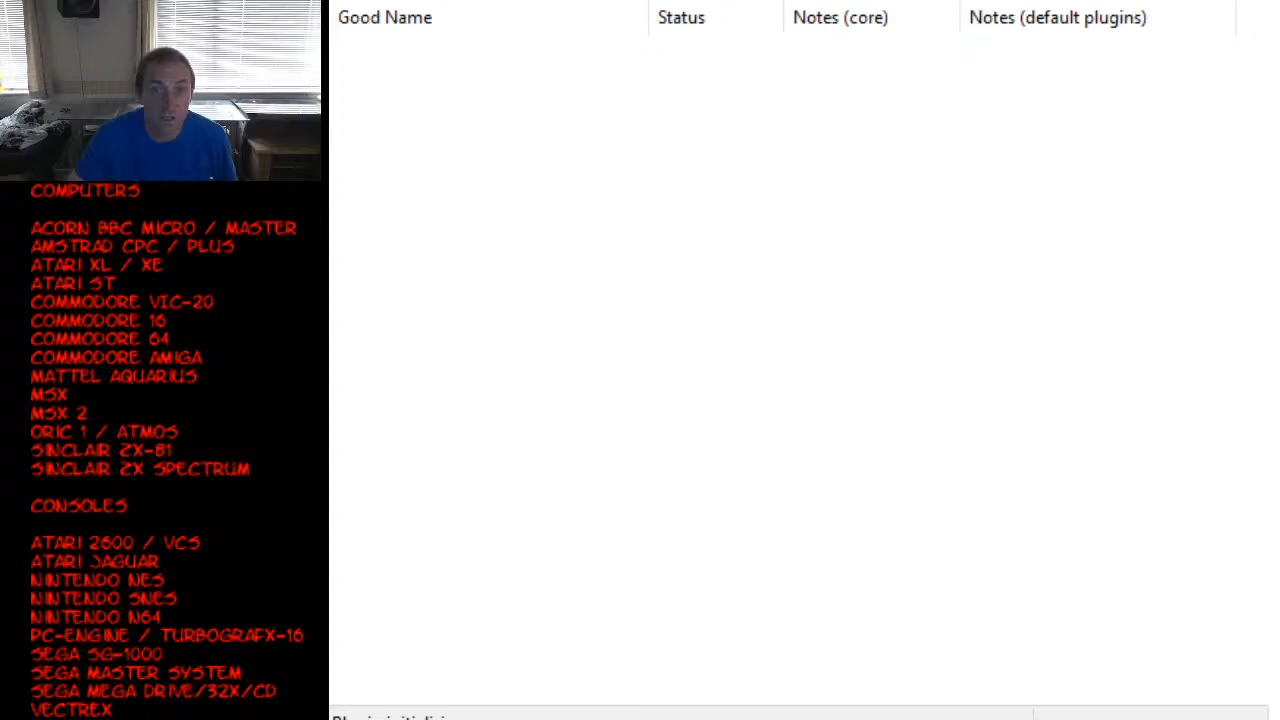 Good Name Status Notes (core) Notes (default plugins)
COMPUTERS
ACORN BBC MICRO / MASTER
AMSTRAD CPC / PLUS
ATARI XL / XE
ATARI ST
COMMODORE VIC-20
COMMODORE 16
COMMODORE 64
COMMODORE AMIGA
MATTEL AQUARIUS
MSX
MSX 2
ORIC 1 / ATMOS
SINCLAIR ZX-81
SINCLAIR ZX SPECTRUM
CONSOLES
ATARI 2600 / VCS
ATARI JAGUAR
NINTENDO NES
NINTENDO SNES
NINTENDO N64
PC-ENGINE / TURBOGRAFX-16
SEGA SG-1000
SEGA MASTER SYSTEM
SEGA MEGA DRIVE/32X/CD
VECTREX